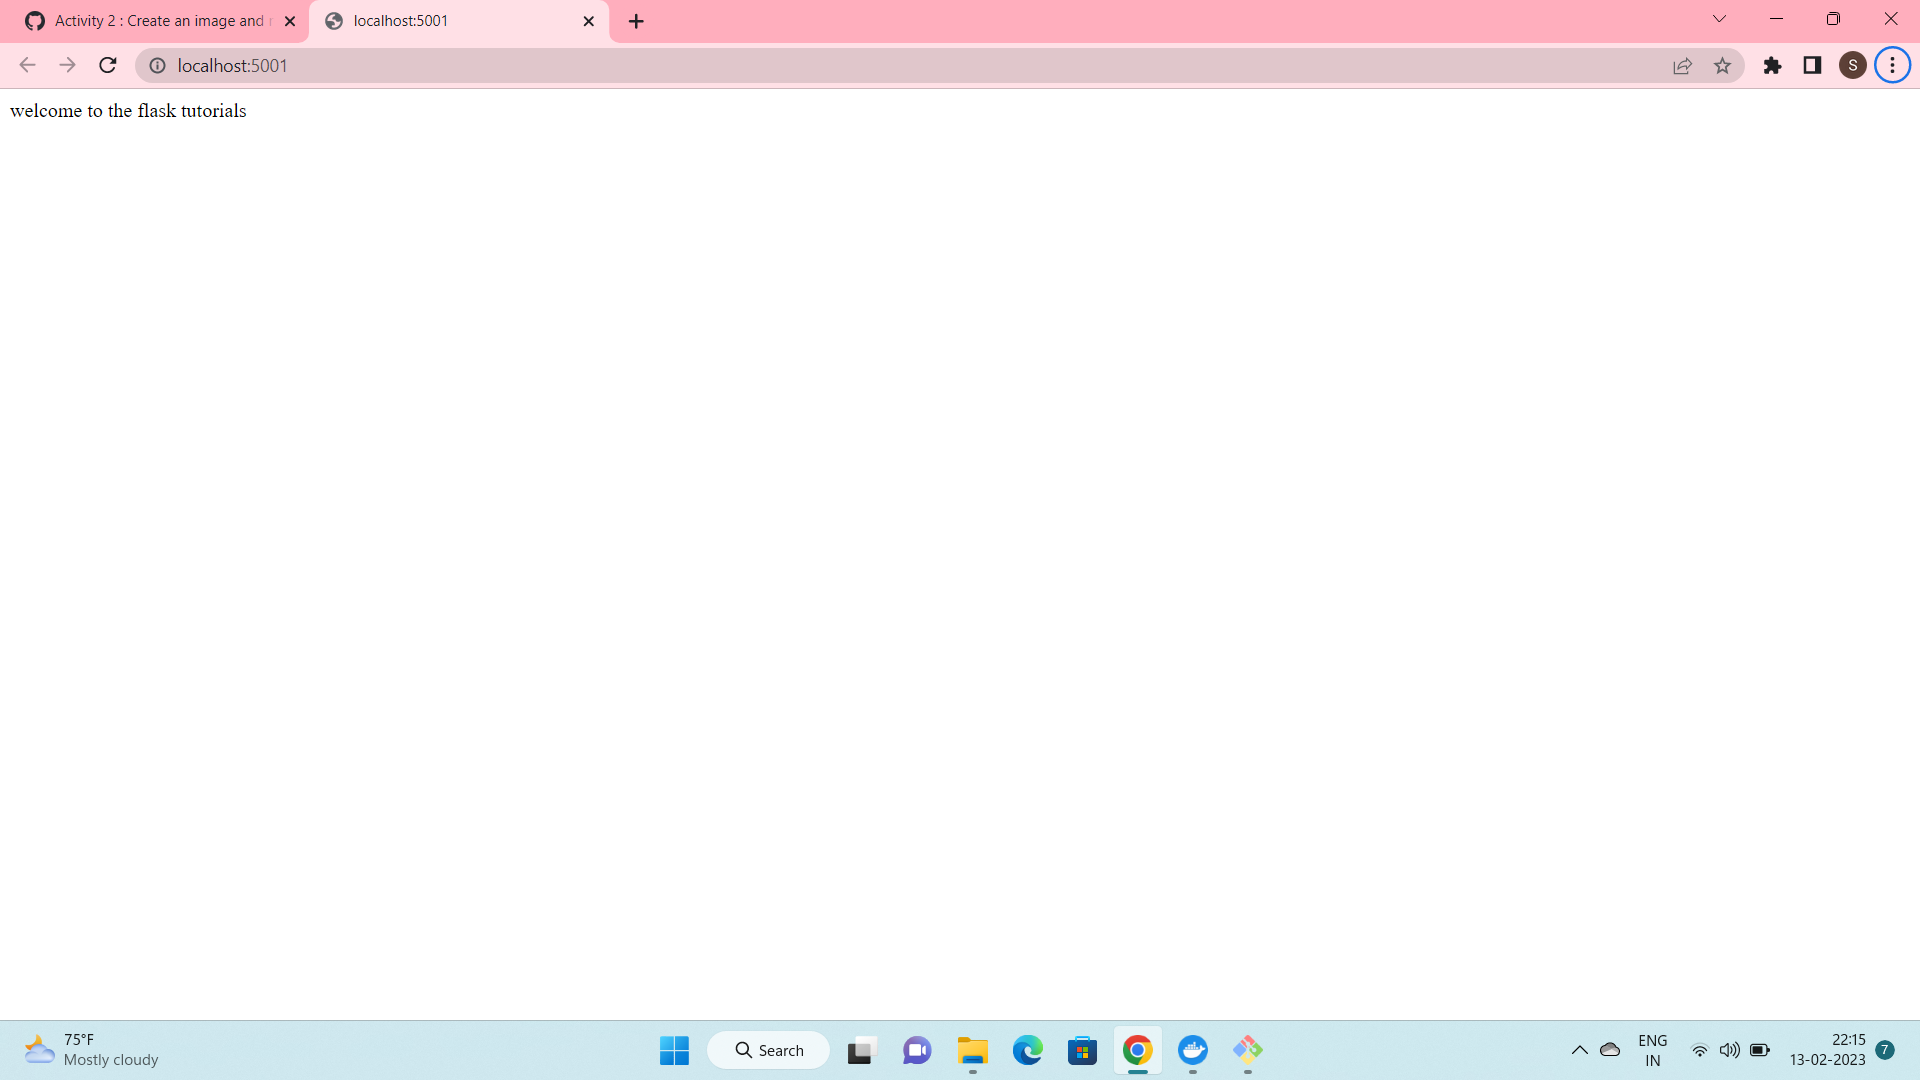 Activity 2 : Create an image and
localhost:5001
localhost:5001
S
welcome to the flask tutorials
75°F
Mostly cloudy
Search
ENG
IN
22:15
13-02-2023
7